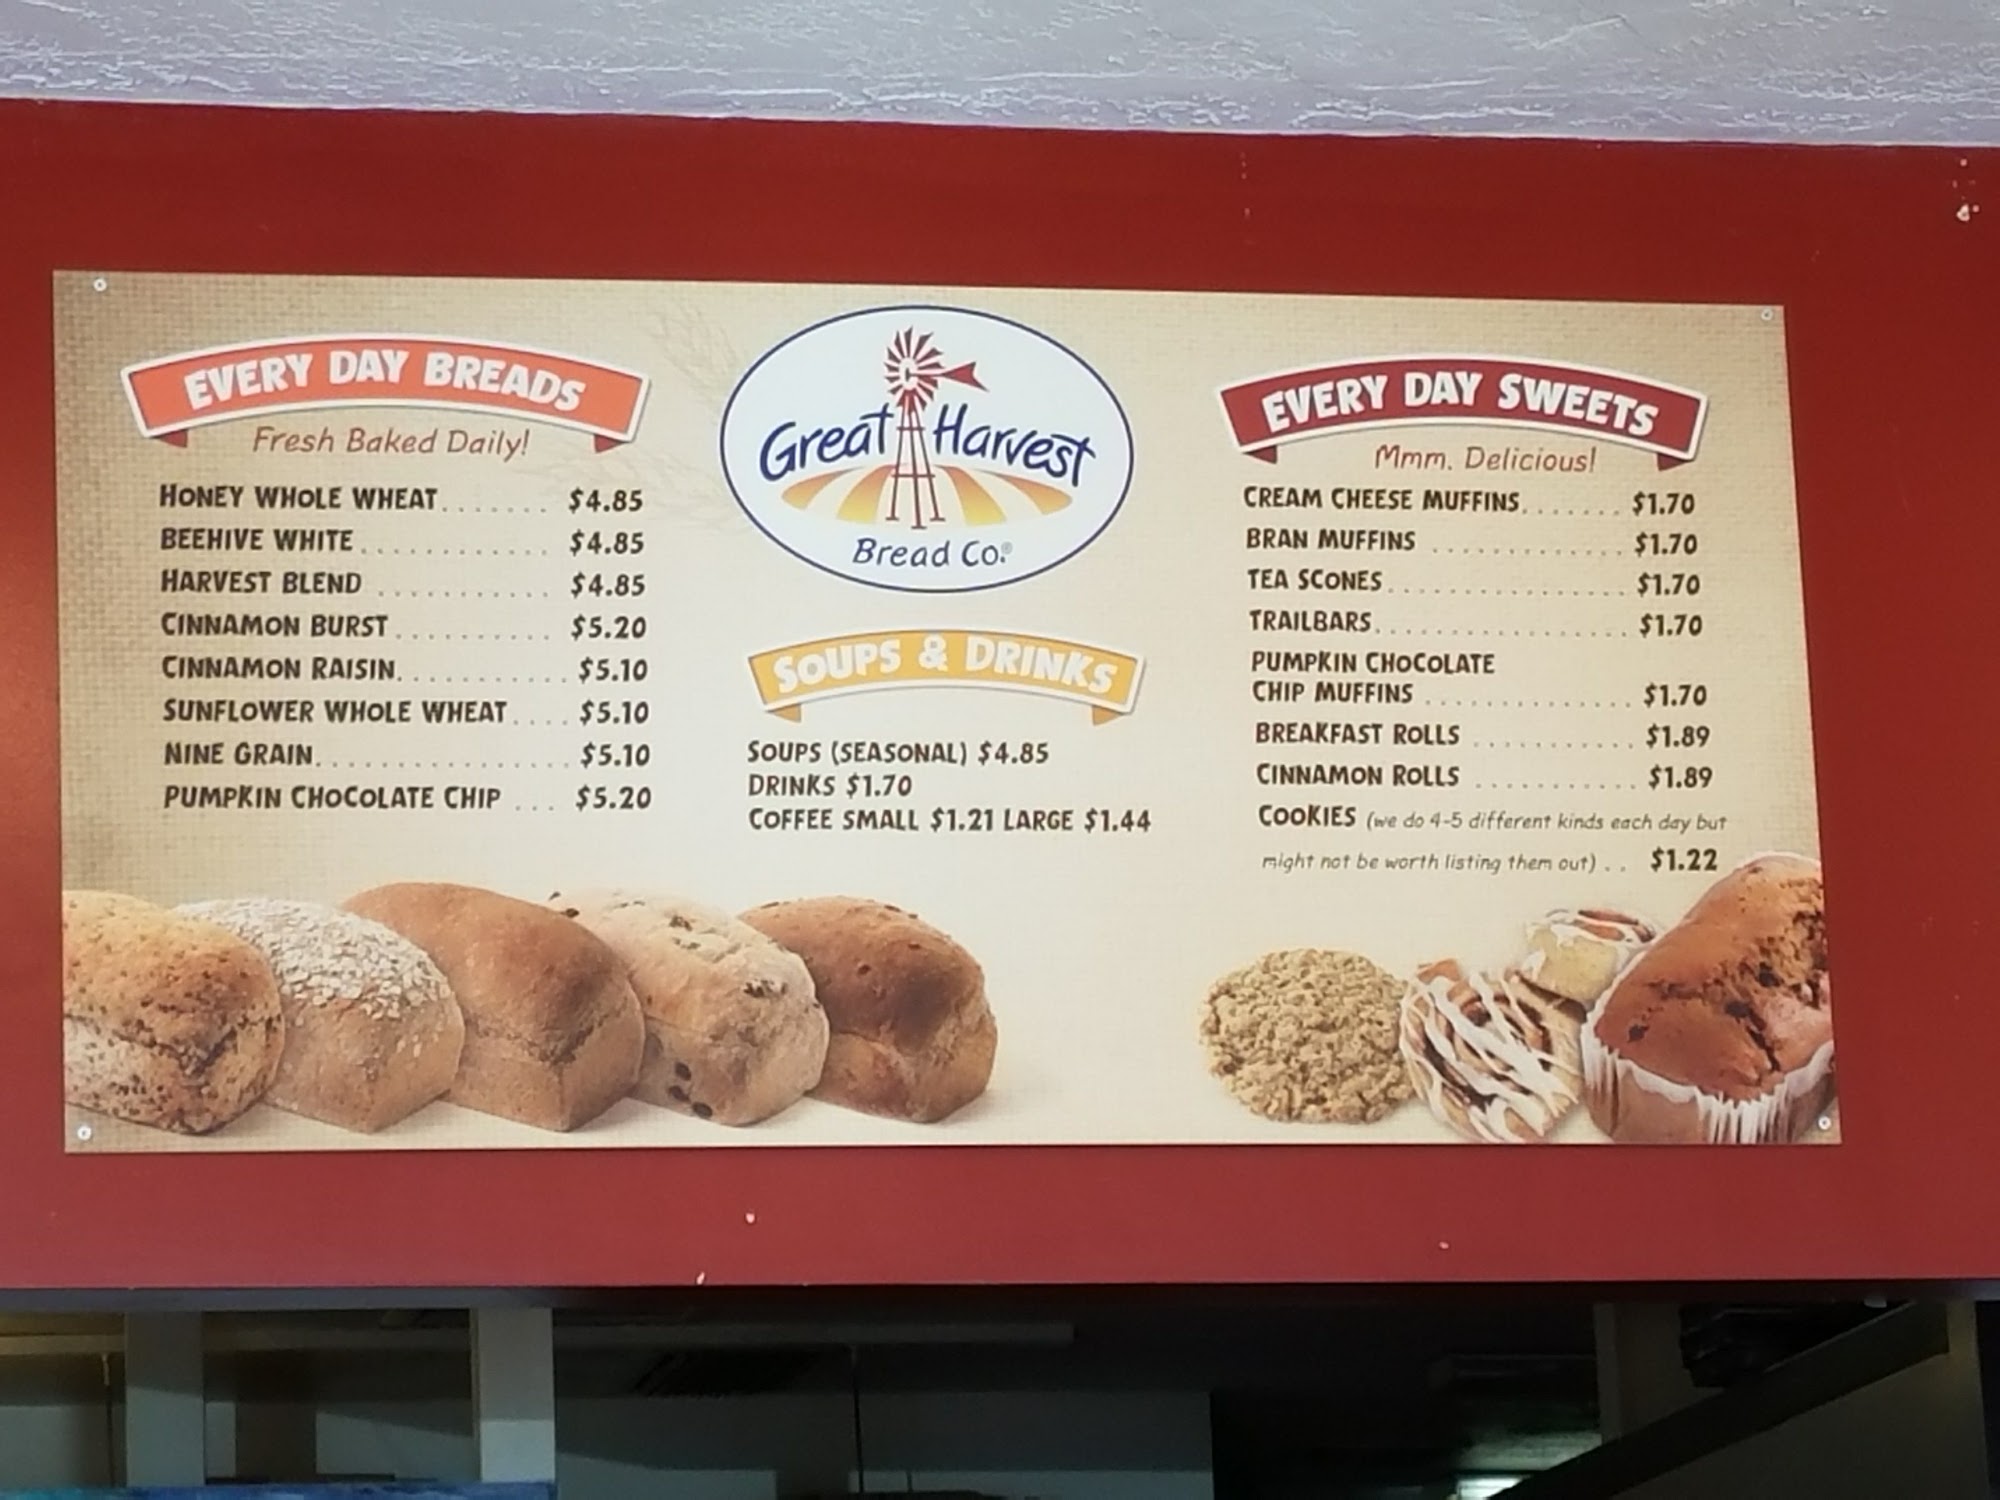 EVERY DAY BREADS
Fresh Baked Daily!
HONEY WHOLE WHEAT....... $4.85
BEEHIVE WHITE............. $4.85
HARVEST BLEND ............ $4.85
CINNAMON BURST........... $5.20
CINNAMON RAISIN........... $5.10
SUNFLOWER WHOLE WHEAT.... $5.10
NINE GRAIN................ $5.10
PUMPKIN CHOCOLATE CHIP ... $5.20
Great Harvest
Bread Co.®
SOUPS & DRINKS
SOUPS (SEASONAL) $4.85
DRINKS $1.70
COFFEE SMALL $1.21 LARGE $1.44
EVERY DAY SWEETS
Mmm. Delicious!
CREAM CHEESE MUFFINS....... $1.70
BRAN MUFFINS ............. $1.70
TEA SCONES................ $1.70
TRAILBARS................. $1.70
PUMPKIN CHOCOLATE
CHIP MUFFINS .............. $1.70
BREAKFAST ROLLS ........... $1.89
CINNAMON ROLLS ........... $1.89
COOKIES (we do 4-5 different kinds each day but
might not be worth listing them out) .. $1.22